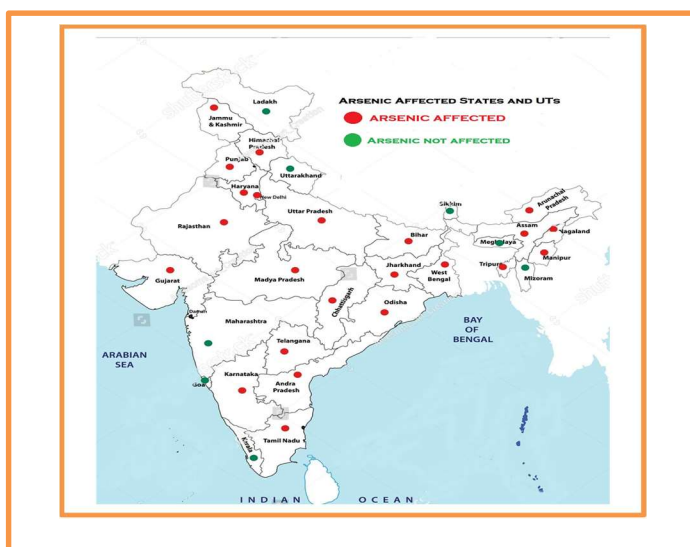 Ladakh
ARSENIC AFFECTED STATES AND UTS
Jammu
& Kashmir
ARSENIC AFFECTED
Himachal
Pradesh
ARSENIC NOT AFFECTED
Punjab
Uttarakhand
Haryana
New Delhi
Arunachal
Pradesh
Sikhim
Rajasthan
Uttar Pradesh
Assam
Nagaland
Bihar
Meghalaya
Manipur
Gujarat
Madya Pradesh
Jharkhand
West
Bengal
Tripura
Mizoram
Chhattisgarh
Odisha
Daman
Maharashtra
BAY
OF
BENGAL
Telangana
ARABIAN
SEA
Karnataka
Goa
Andra
Pradesh
Tamil Nadu
Kerala
INDIAN OCEAN